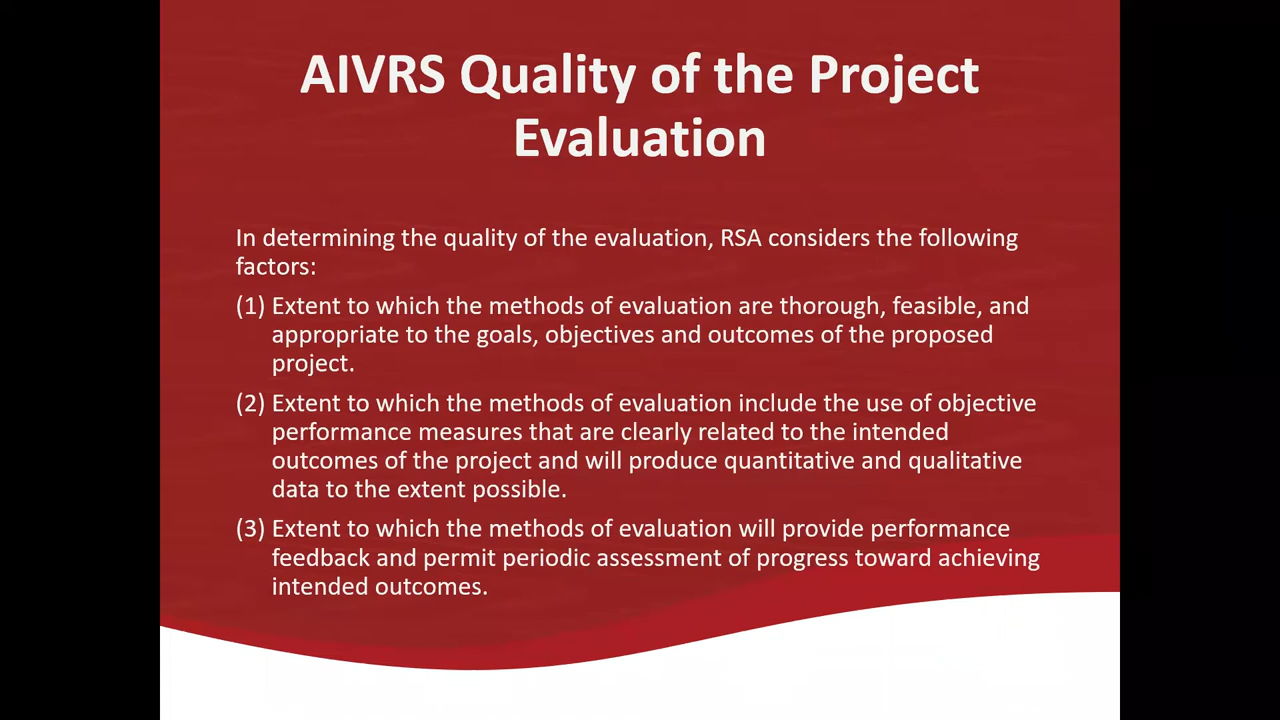 AIVRS Quality of the Project
Evaluation
In determining the quality of the evaluation, RSA considers the following
factors:
(1) Extent to which the methods of evaluation are thorough, feasible, and
appropriate to the goals, objectives and outcomes of the proposed
project.
(2) Extent to which the methods of evaluation include the use of objective
performance measures that are clearly related to the intended
outcomes of the project and will produce quantitative and qualitative
data to the extent possible.
(3) Extent to which the methods of evaluation will provide performance
feedback and permit periodic assessment of progress toward achieving
intended outcomes.